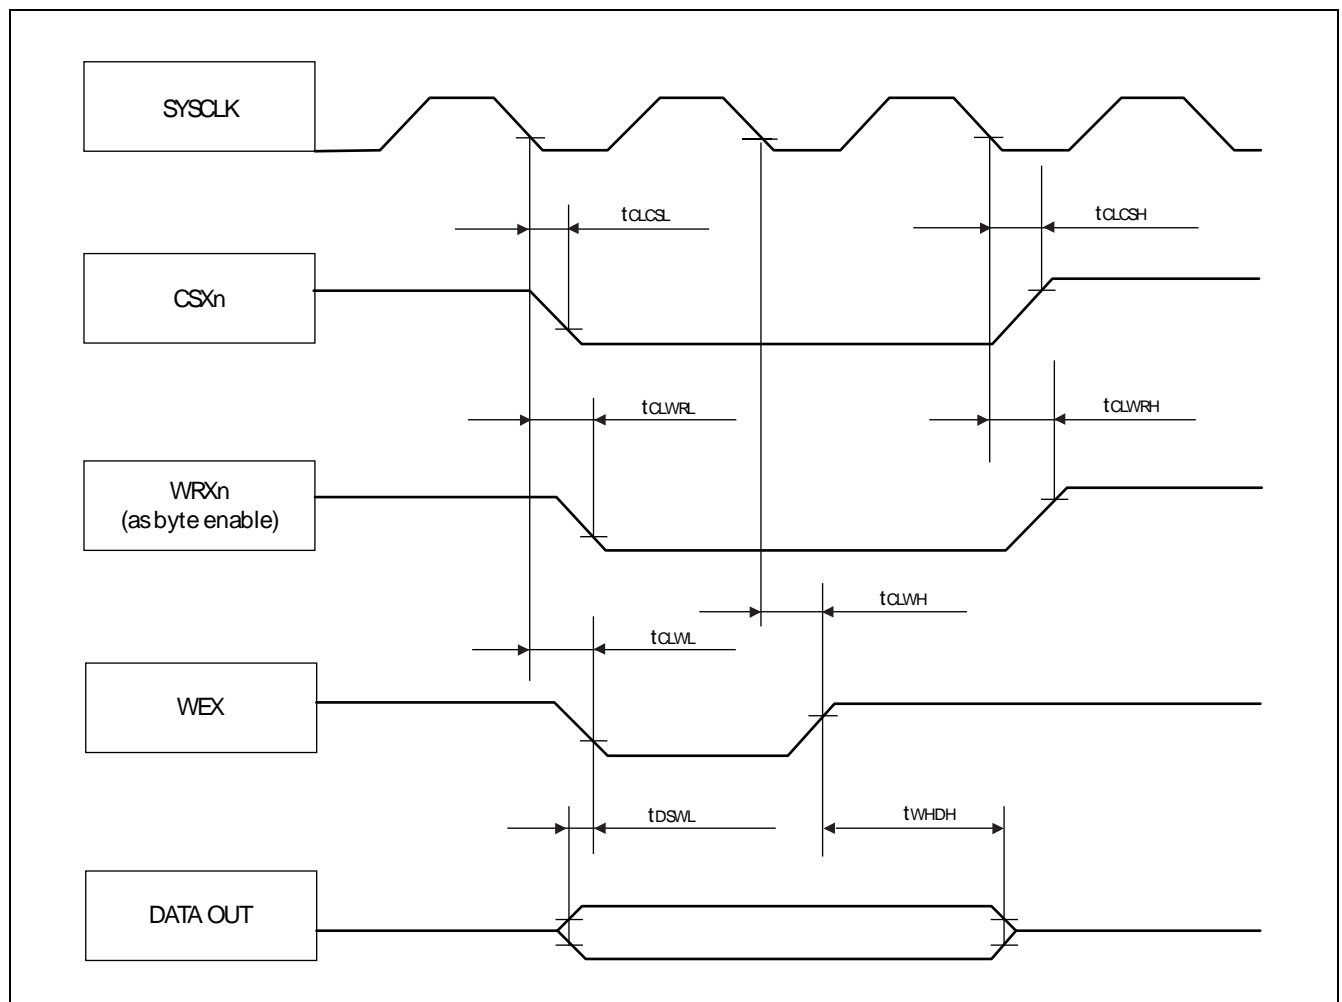 SYSCLK
tCLCSL
tCLCSH
CSXn
tCLWRL
tCLWRH
WRXn
(as byte enable)
tCLWH
tCLWL
WEX
tDSWL
tWHDH
DATA OUT